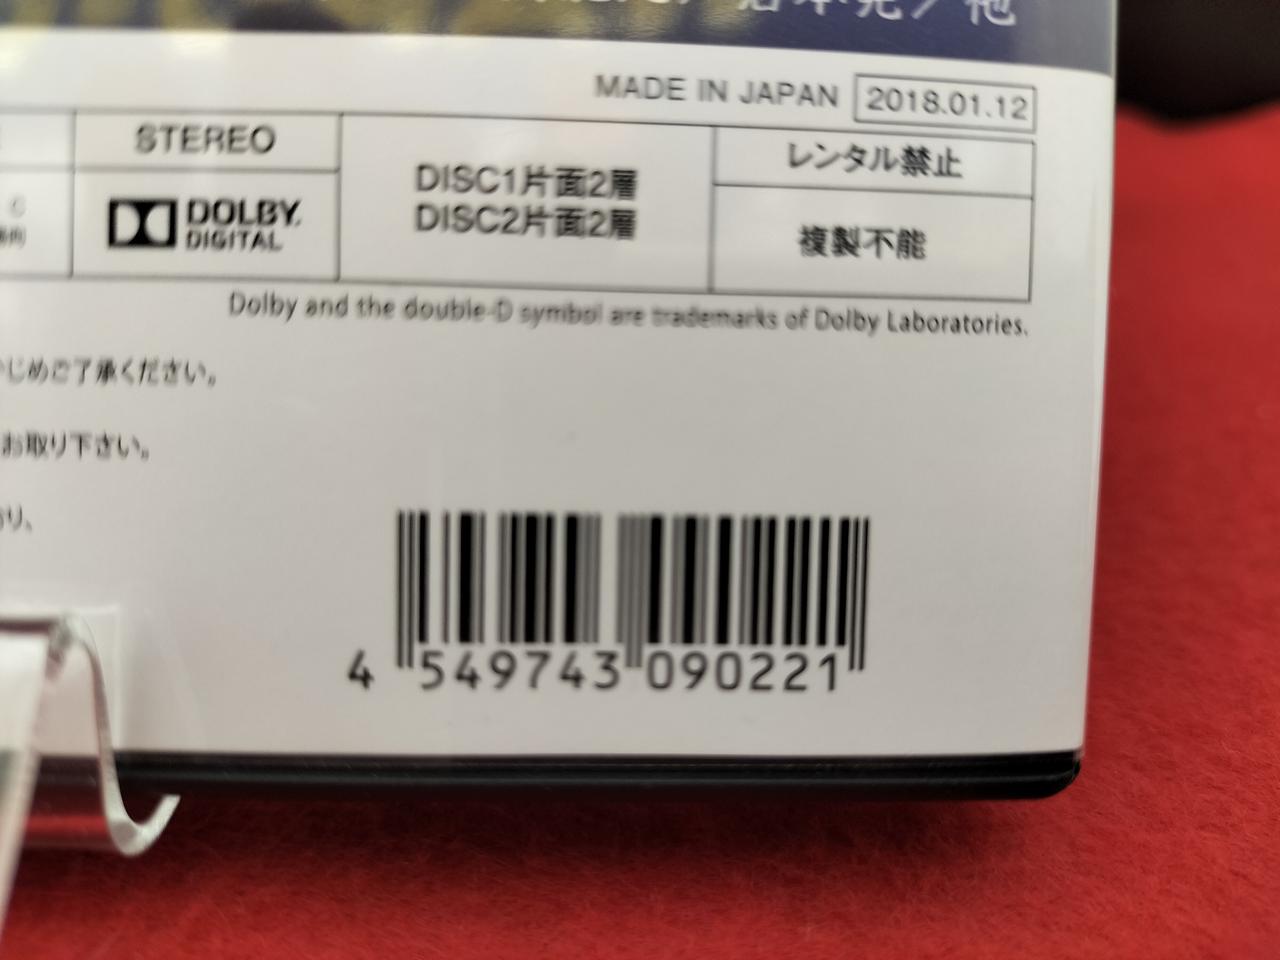 MADE IN JAPAN 2018.01.12
STEREO
DISC1片面2層
DISC2片面2層
レンタル禁止
DOLBY.
DIGITAL
複製不能
Dolby and the double-D symbol are trademarks of Dolby Laboratories.
じめご了承ください。
お取り下さい。
り、
4 549743 090221